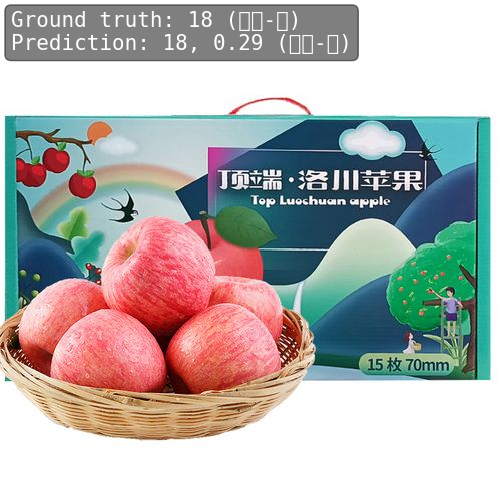 Ground truth: 18 (□□-□)
Prediction: 18, 0.29 (□□-□)
顶端·洛川苹果
Top Luochuan apple
15枚 70mm